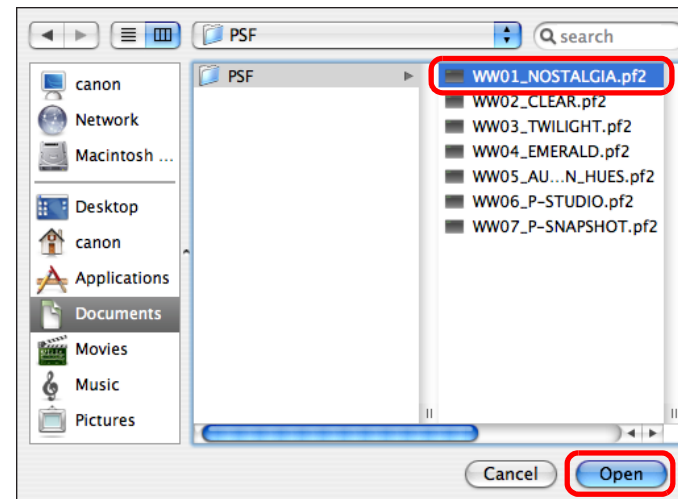 PSF
search
canon
Network
Macintosh ...
Desktop
canon
Applications
Documents
Movies
Music
Pictures
PSF
WW01_NOSTALGIA.pf2
WW02_CLEAR.pf2
WW03_TWILIGHT.pf2
WW04_EMERALD.pf2
WW05_AU...N_HUES.pf2
WW06_P-STUDIO.pf2
WW07_P-SNAPSHOT.pf2
Cancel
Open